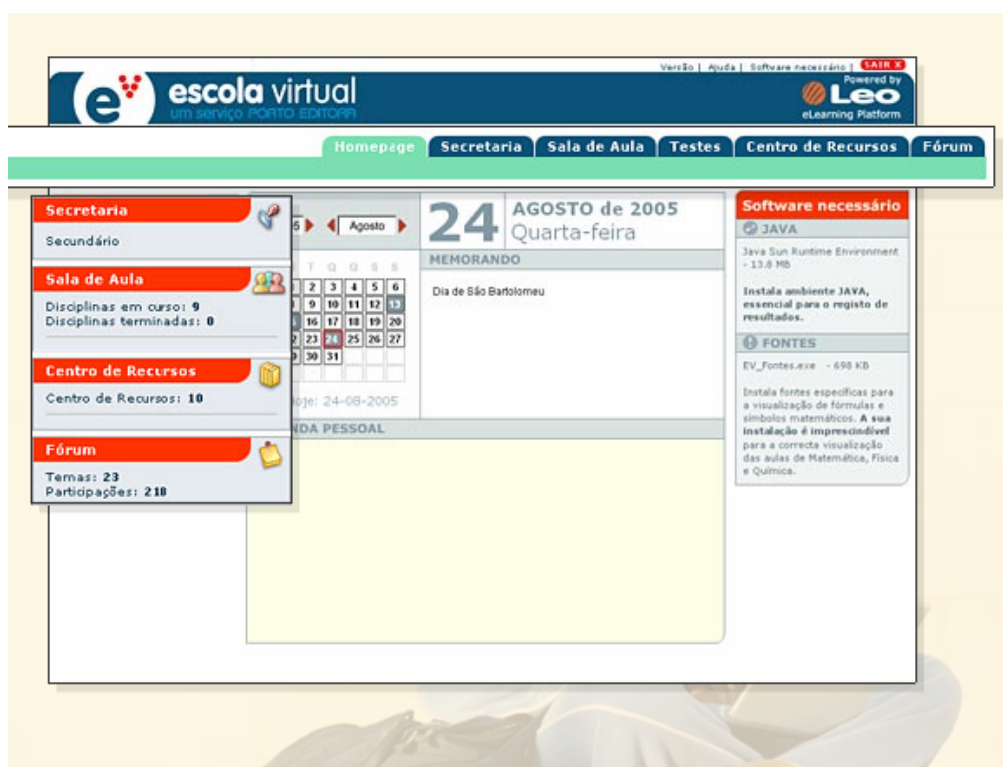 Versão | Ajuda | Software necessário | SAIR X
escola virtual
um serviço PORTO EDITORA
Powered by
Leo
eLearning Platform
Homepage Secretaria Sala de Aula Testes Centro de Recursos Fórum
Secretaria
Secundário
Sala de Aula
Disciplinas em curso: 9
Disciplinas terminadas: 0
Centro de Recursos
Centro de Recursos: 10
Fórum
Temas: 23
Participações: 218
5 Agosto
T Q Q S S
2 3 4 5 6
9 10 11 12 13
16 17 18 19 20
23 24 25 26 27
30 31
Hoje: 24-08-2005
24
AGOSTO de 2005
Quarta-feira
MEMORANDO
Dia de São Bartolomeu
NDA PESSOAL
Software necessário
JAVA
Java Sun Runtime Environment
- 13.8 MB
Instala ambiente JAVA,
essencial para o registo de
resultados.
FONTES
EV_Fontes.exe - 698 KB
Instala fontes específicas para
a visualização de fórmulas e
símbolos matemáticos. A sua
instalação é imprescindível
para a correcta visualização
das aulas de Matemática, Física
e Química.